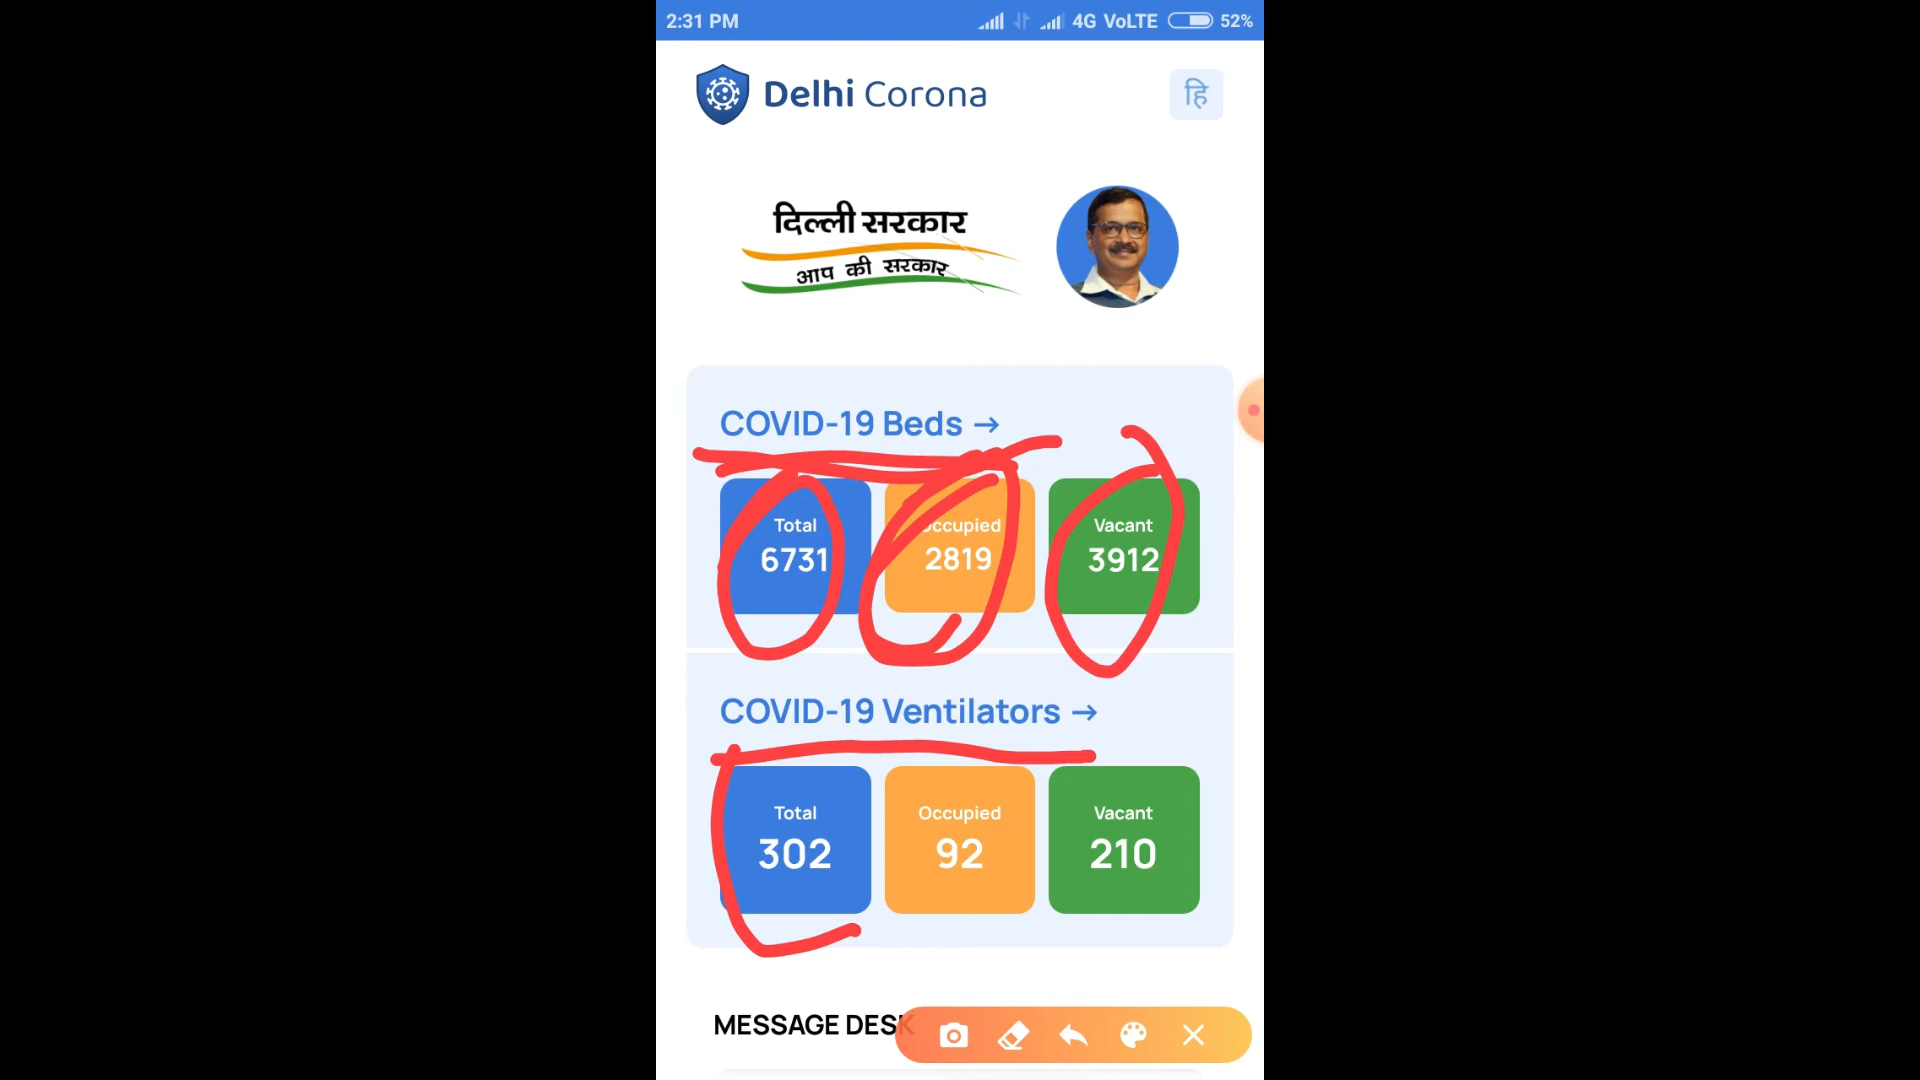 2:31 PM 4G VoLTE 52%
Delhi Corona हि
दिल्ली सरकार
आप की सरकार
COVID-19 Beds →
Total Occupied Vacant
6731 2819 3912
COVID-19 Ventilators →
Total Occupied Vacant
302 92 210
MESSAGE DESK